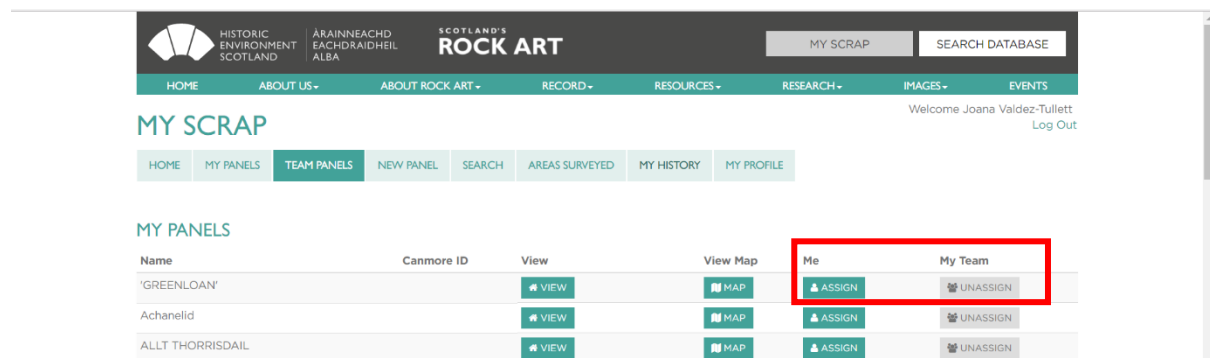 HISTORIC ENVIRONMENT SCOTLAND
ÀRAINNEACHD EACHDRAIDHEIL ALBA
SCOTLAND'S
ROCK ART
MY SCRAP SEARCH DATABASE
HOME ABOUT US ABOUT ROCK ART RECORD RESOURCES RESEARCH IMAGES EVENTS
Welcome Joana Valdez-Tullett
Log Out
MY SCRAP
HOME MY PANELS TEAM PANELS NEW PANEL SEARCH AREAS SURVEYED MY HISTORY MY PROFILE
MY PANELS
Name Canmore ID View View Map Me My Team
'GREENLOAN' VIEW MAP ASSIGN UNASSIGN
Achanelid VIEW MAP ASSIGN UNASSIGN
ALLT THORRISDAIL VIEW MAP ASSIGN UNASSIGN